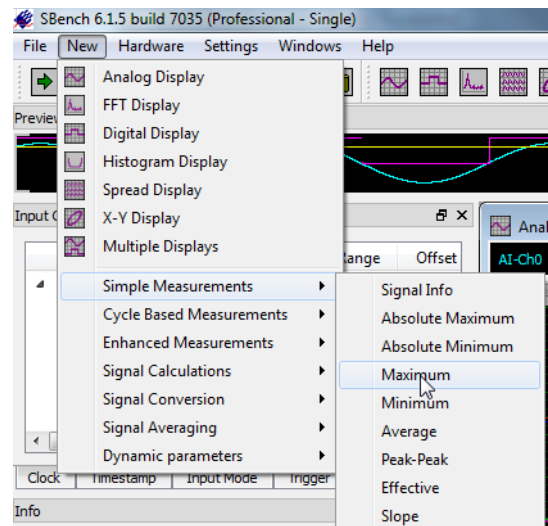 SBench 6.1.5 build 7035 (Professional - Single)
File New Hardware Settings Windows Help
Analog Display
FFT Display
Digital Display
Histogram Display
Spread Display
X-Y Display
Multiple Displays
Simple Measurements
Cycle Based Measurements
Enhanced Measurements
Signal Calculations
Signal Conversion
Signal Averaging
Dynamic parameters
Offset
AI-Ch0
Signal Info
Absolute Maximum
Absolute Minimum
Maximum
Minimum
Average
Peak-Peak
Effective
Slope
Clock Timestamp Input Mode Trigger
Info